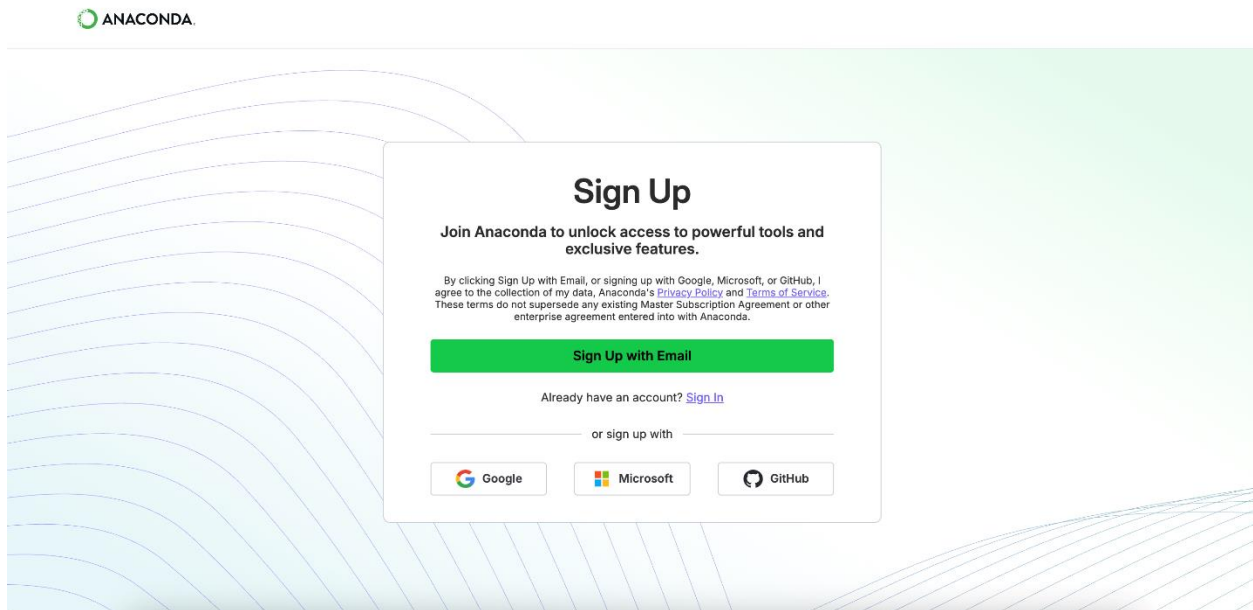 ANACONDA.
Sign Up
Join Anaconda to unlock access to powerful tools and
exclusive features.
By clicking Sign Up with Email, or signing up with Google, Microsoft, or GitHub, I
agree to the collection of my data, Anaconda's Privacy Policy and Terms of Service.
These terms do not supersede any existing Master Subscription Agreement or other
enterprise agreement entered into with Anaconda.
Sign Up with Email
Already have an account? Sign In
or sign up with
Google Microsoft GitHub